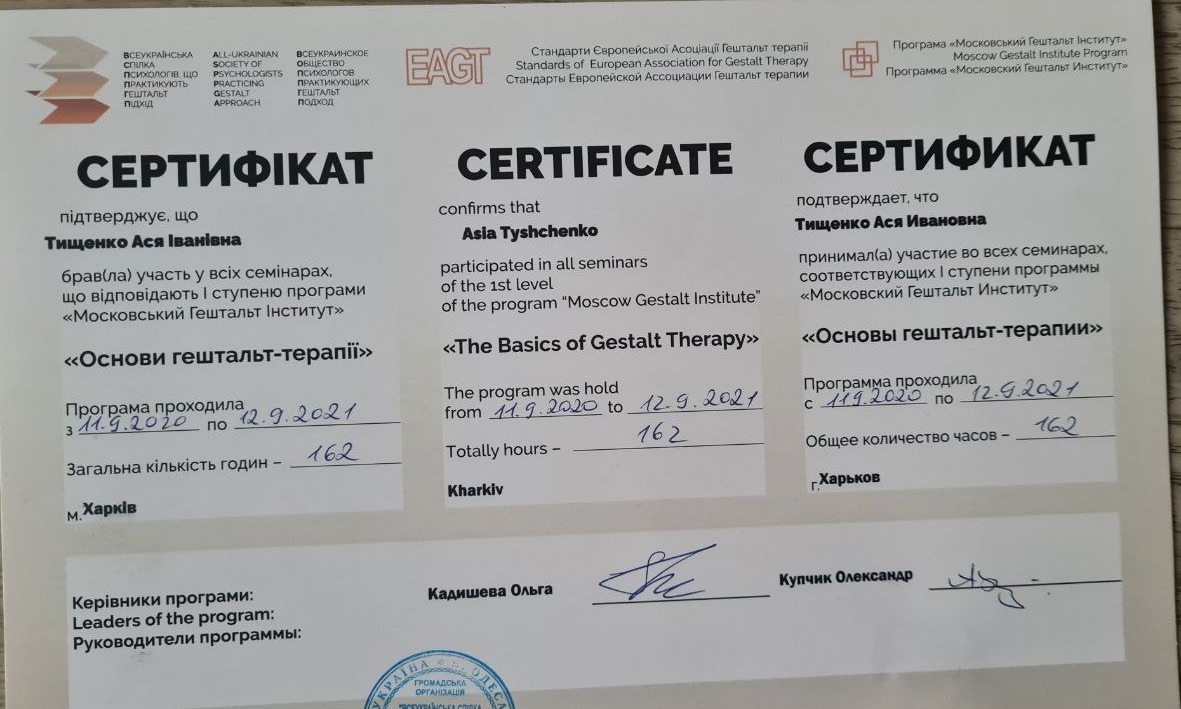 ВСЕУКРАЇНСЬКА
СПІЛКА
ПСИХОЛОГІВ, ЩО
ПРАКТИКУЮТЬ
ГЕШТАЛЬТ
ПІДХІД
ALL-UKRAINIAN
SOCIETY OF
PSYCHOLOGISTS
PRACTICING
GESTALT
APPROACH
ВСЕУКРАИНСКОЕ
ОБЩЕСТВО
ПСИХОЛОГОВ
ПРАКТИКУЮЩИХ
ГЕШТАЛЬТ
ПОДХОД
EAGT
Стандарти Європейської Асоціації Гештальт терапії
Standards of European Association for Gestalt Therapy
Стандарты Европейской Ассоциации Гештальт терапии
Програма «Московський Гештальт Інститут»
Moscow Gestalt Institute Program
Программа «Московский Гештальт Институт»
СЕРТИФІКАТ
підтверджує, що
Тищенко Ася Іванівна
брав(ла) участь у всіх семінарах,
що відповідають І ступеню програми
«Московський Гештальт Інститут»
«Основи гештальт-терапії»
Програма проходила
з 11.9.2020 по 12.9.2021
Загальна кількість годин – 162
м.Харків
CERTIFICATE
confirms that
Asia Tyshchenko
participated in all seminars
of the 1st level
of the program “Moscow Gestalt Institute”
«The Basics of Gestalt Therapy»
The program was hold
from 11.9.2020 to 12.9.2021
Totally hours – 162
Kharkiv
СЕРТИФИКАТ
подтверждает, что
Тищенко Ася Ивановна
принимал(а) участие во всех семинарах,
соответствующих I ступени программы
«Московский Гештальт Институт»
«Основы гештальт-терапии»
Программа проходила
с 11.9.2020 по 12.9.2021
Общее количество часов – 162
г.Харьков
Керівники програми:
Leaders of the program:
Руководители программы:
Кадишева Ольга
Купчик Олександр
УКРАЇНА * м. ОДЕСА
ГРОМАДСЬКА
ОРГАНІЗАЦІЯ
"ВСЕУКРАЇНСЬКА СПІЛКА